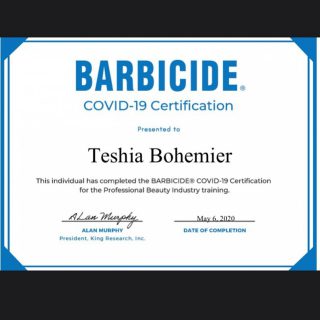 BARBICIDE®
COVID-19 Certification
Presented to
Teshia Bohemier
This individual has completed the BARBICIDE® COVID-19 Certification
for the Professional Beauty Industry training.
ALan Murphy
May 6, 2020
ALAN MURPHY
DATE OF COMPLETION
President, King Research, Inc.